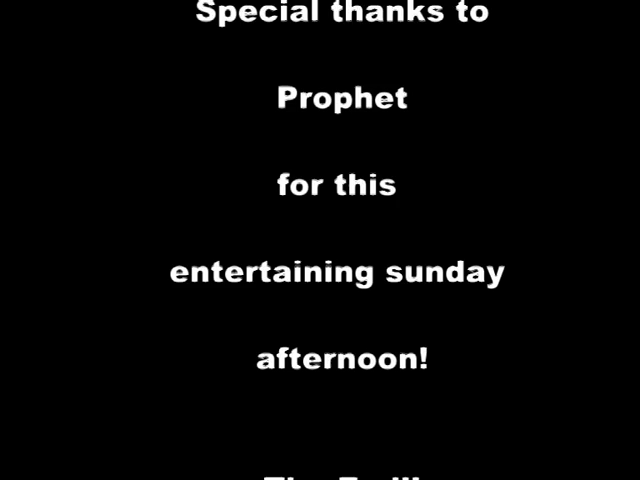 Special thanks to
Prophet
for this
entertaining sunday
afternoon!